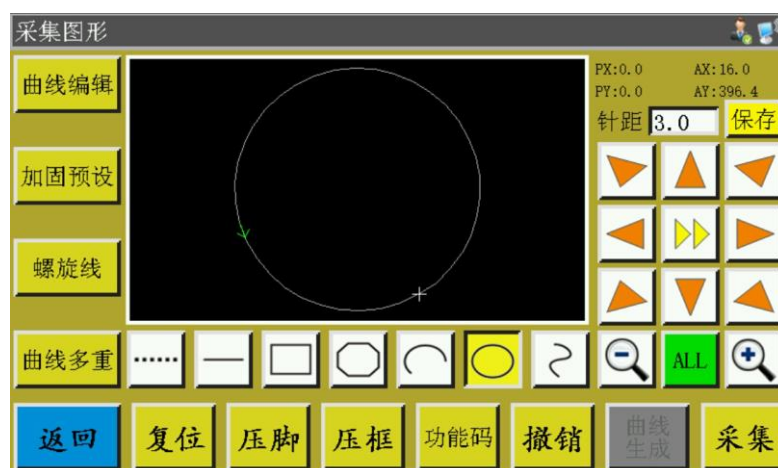 采集图形
曲线编辑
PX:0.0 AX:16.0
PY:0.0 AY:396.4
针距 3.0 保存
加固预设
螺旋线
曲线多重 ALL
返回 复位 压脚 压框 功能码 撤销 曲线生成 采集